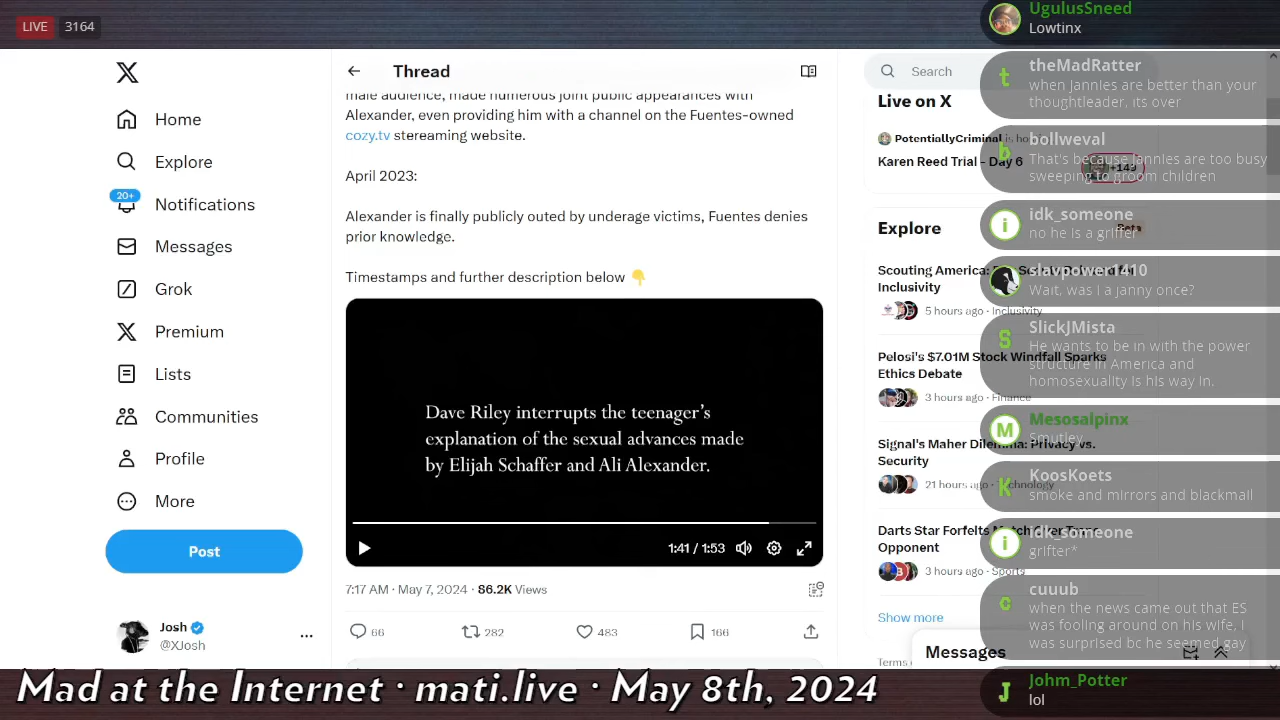 LIVE 3164
Home
Explore
20+
Notifications
Messages
Grok
Premium
Lists
Communities
Profile
More
Post
Josh
@XJosh
Thread
male audience, made numerous joint public appearances with
Alexander, even providing him with a channel on the Fuentes-owned
cozy.tv stereaming website.
April 2023:
Alexander is finally publicly outed by underage victims, Fuentes denies
prior knowledge.
Timestamps and further description below 👇
Dave Riley interrupts the teenager’s
explanation of the sexual advances made
by Elijah Schaffer and Ali Alexander.
1:41 / 1:53
7:17 AM · May 7, 2024 · 86.2K Views
66 282 483 166
Search
Live on X
PotentiallyCriminal is
Karen Reed Trial - Day 6
Explore
Beta
Scouting America:
Inclusivity
5 hours ago · Inclusivity
Pelosi's $7.01M Stock Windfall Sparks
Ethics Debate
3 hours ago · Finance
Signal's Maher Dilemma: Privacy vs.
Security
21 hours ago · Technology
Darts Star Forfeits Match Over Trans
Opponent
3 hours ago · Sports
Show more
Terms
Messages
UgulusSneed
Lowtinx
theMadRatter
when Jannies are better than your
thoughtleader, its over
bollweval
That's because Jannies are too busy
sweeping to groom children
idk_someone
no he is a griffer
slavpower1410
Wait, was I a janny once?
SlickJMista
He wants to be in with the power
structure in America and
homosexuality is his way in.
Mesosalpinx
Smutley
KoosKoets
smoke and mirrors and blackmail
idk_someone
grifter*
cuuub
when the news came out that ES
was fooling around on his wife, I
was surprised bc he seemed gay
Johm_Potter
lol
Mad at the Internet · mati.live · May 8th, 2024